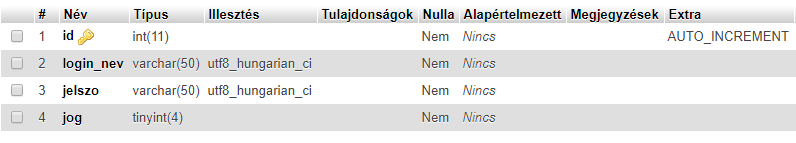 # Név Típus Illesztés Tulajdonságok Nulla Alapértelmezett Megjegyzések Extra
1 id int(11) Nem Nincs AUTO_INCREMENT
2 login_nev varchar(50) utf8_hungarian_ci Nem Nincs
3 jelszo varchar(50) utf8_hungarian_ci Nem Nincs
4 jog tinyint(4) Nem Nincs